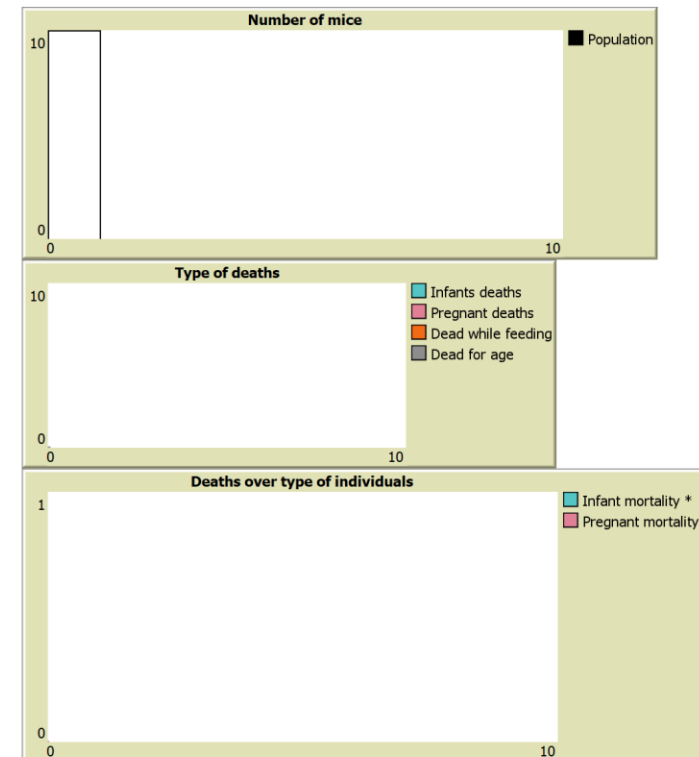 Number of mice
10
Population
0
0 10
Type of deaths
10
Infants deaths
Pregnant deaths
Dead while feeding
Dead for age
0
0 10
Deaths over type of individuals
1
Infant mortality *
Pregnant mortality
0
0 10